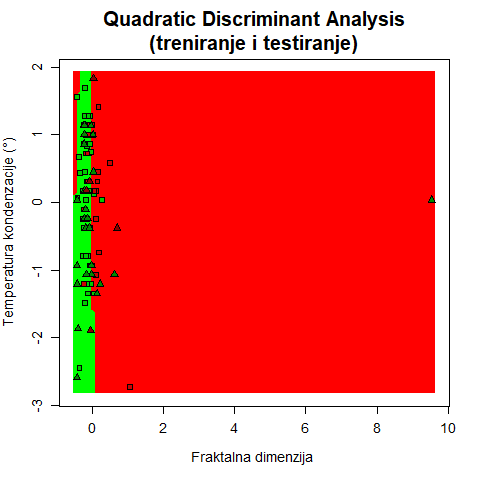 Quadratic Discriminant Analysis
(treniranje i testiranje)
Temperatura kondenzacije (°)
2
1
0
-1
-2
-3
0 2 4 6 8 10
Fraktalna dimenzija